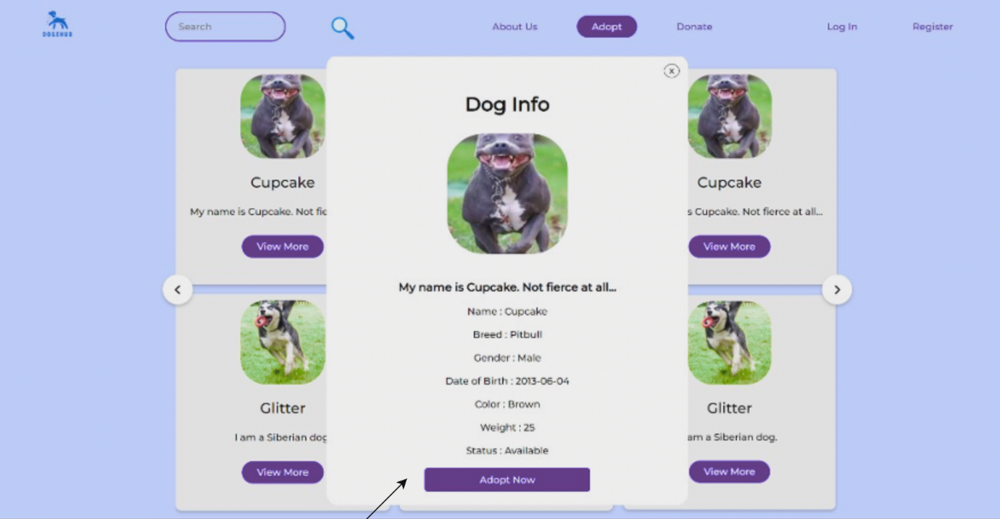 DOGEHUB
Search
About Us
Adopt
Donate
Log In
Register
x
Dog Info
Cupcake
My name is Cupcake. Not fie
View More
Cupcake
s Cupcake. Not fierce at all...
View More
My name is Cupcake. Not fierce at all...
Name : Cupcake
Breed : Pitbull
Gender : Male
Date of Birth : 2013-06-04
Color : Brown
Weight : 25
Status : Available
Adopt Now
Glitter
I am a Siberian dog
View More
Glitter
am a Siberian dog.
View More